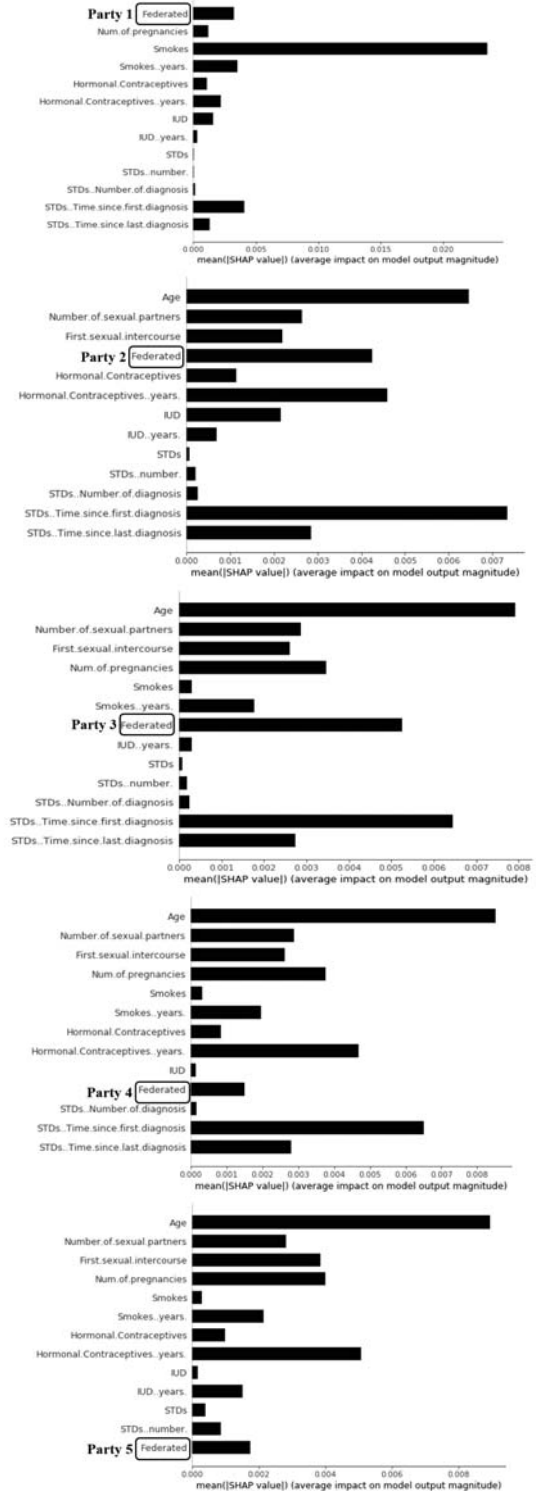 Party 1 Federated
Num.of.pregnancies
Smokes
Smokes..years.
Hormonal.Contraceptives
Hormonal.Contraceptives..years.
IUD
IUD..years.
STDs
STDs..number.
STDs..Number.of.diagnosis
STDs..Time.since.first.diagnosis
STDs..Time.since.last.diagnosis
0.000 0.005 0.010 0.015 0.020
mean(|SHAP value|) (average impact on model output magnitude)
Age
Number.of.sexual.partners
First.sexual.intercourse
Party 2 Federated
Hormonal.Contraceptives
Hormonal.Contraceptives..years.
IUD
IUD..years.
STDs
STDs..number.
STDs..Number.of.diagnosis
STDs..Time.since.first.diagnosis
STDs..Time.since.last.diagnosis
0.000 0.001 0.002 0.003 0.004 0.005 0.006 0.007
mean(|SHAP value|) (average impact on model output magnitude)
Age
Number.of.sexual.partners
First.sexual.intercourse
Num.of.pregnancies
Smokes
Smokes..years.
Party 3 Federated
IUD..years.
STDs
STDs..number.
STDs..Number.of.diagnosis
STDs..Time.since.first.diagnosis
STDs..Time.since.last.diagnosis
0.000 0.001 0.002 0.003 0.004 0.005 0.006 0.007 0.008
mean(|SHAP value|) (average impact on model output magnitude)
Age
Number.of.sexual.partners
First.sexual.intercourse
Num.of.pregnancies
Smokes
Smokes..years.
Hormonal.Contraceptives
Hormonal.Contraceptives..years.
IUD
Party 4 Federated
STDs..Number.of.diagnosis
STDs..Time.since.first.diagnosis
STDs..Time.since.last.diagnosis
0.000 0.001 0.002 0.003 0.004 0.005 0.006 0.007 0.008
mean(|SHAP value|) (average impact on model output magnitude)
Age
Number.of.sexual.partners
First.sexual.intercourse
Num.of.pregnancies
Smokes
Smokes..years.
Hormonal.Contraceptives
Hormonal.Contraceptives..years.
IUD
IUD..years.
STDs
STDs..number.
Party 5 Federated
0.000 0.002 0.004 0.006 0.008
mean(|SHAP value|) (average impact on model output magnitude)